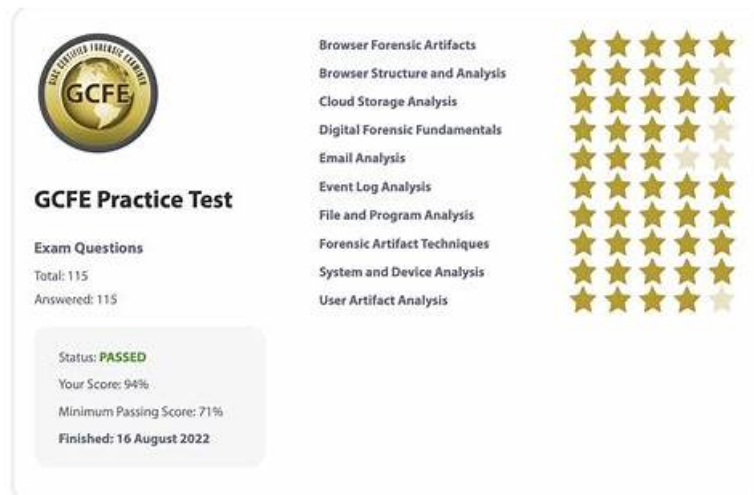 GIAC CERTIFIED FORENSIC EXAMINER
GCFE
GCFE Practice Test
Exam Questions
Total: 115
Answered: 115
Status: PASSED
Your Score: 94%
Minimum Passing Score: 71%
Finished: 16 August 2022
Browser Forensic Artifacts
Browser Structure and Analysis
Cloud Storage Analysis
Digital Forensic Fundamentals
Email Analysis
Event Log Analysis
File and Program Analysis
Forensic Artifact Techniques
System and Device Analysis
User Artifact Analysis